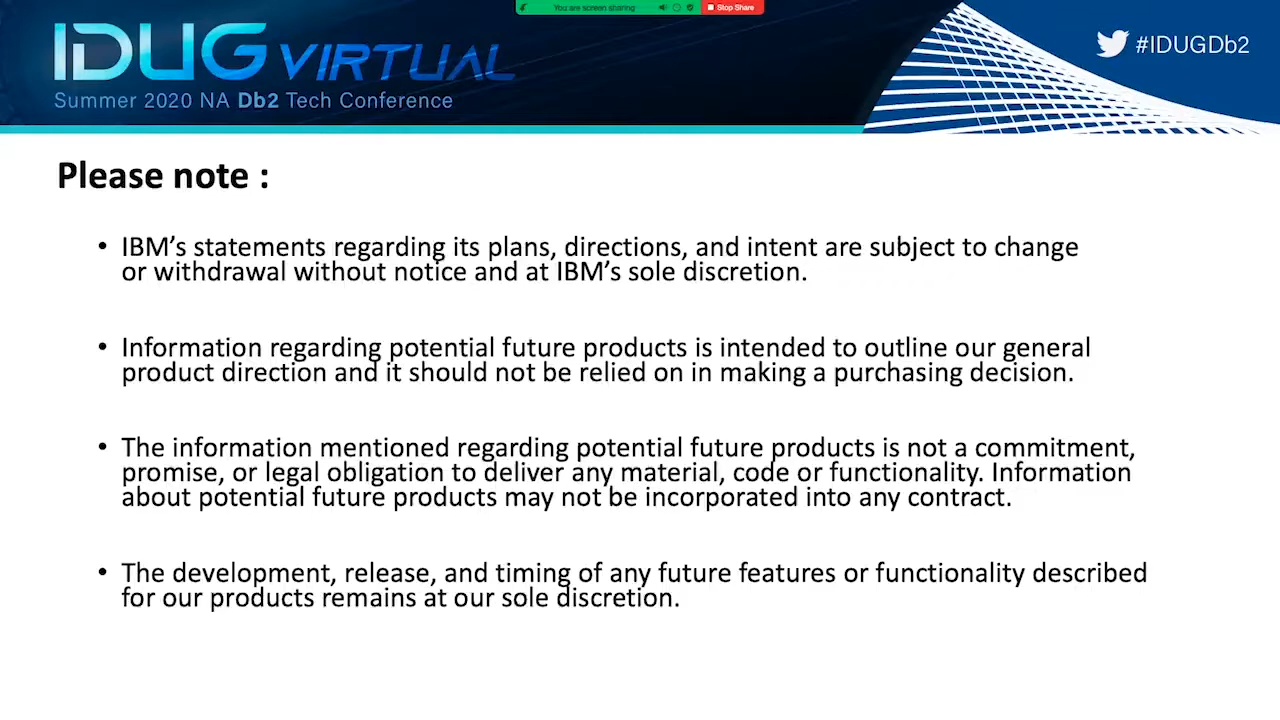 You are screen sharing
Stop Share
IDUG VIRTUAL
#IDUGDb2
Summer 2020 NA Db2 Tech Conference
Please note :
• IBM’s statements regarding its plans, directions, and intent are subject to change
or withdrawal without notice and at IBM’s sole discretion.
• Information regarding potential future products is intended to outline our general
product direction and it should not be relied on in making a purchasing decision.
• The information mentioned regarding potential future products is not a commitment,
promise, or legal obligation to deliver any material, code or functionality. Information
about potential future products may not be incorporated into any contract.
• The development, release, and timing of any future features or functionality described
for our products remains at our sole discretion.